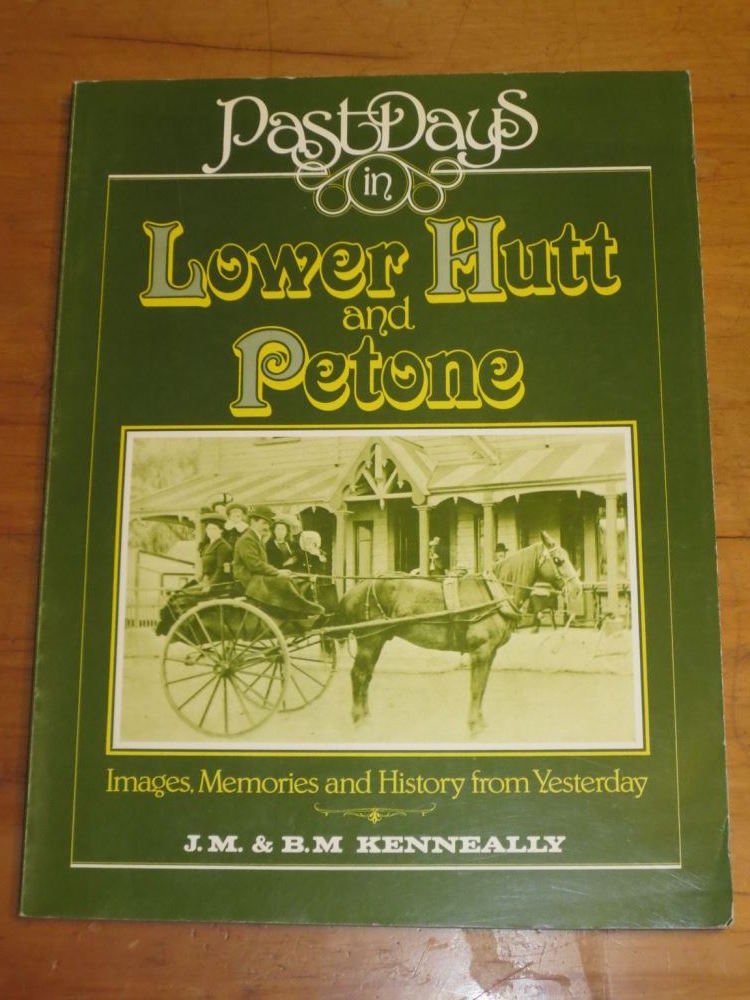 Past Days
in
Lower Hutt
and
Petone
Images, Memories and History from Yesterday
J.M. & B.M KENNEALLY